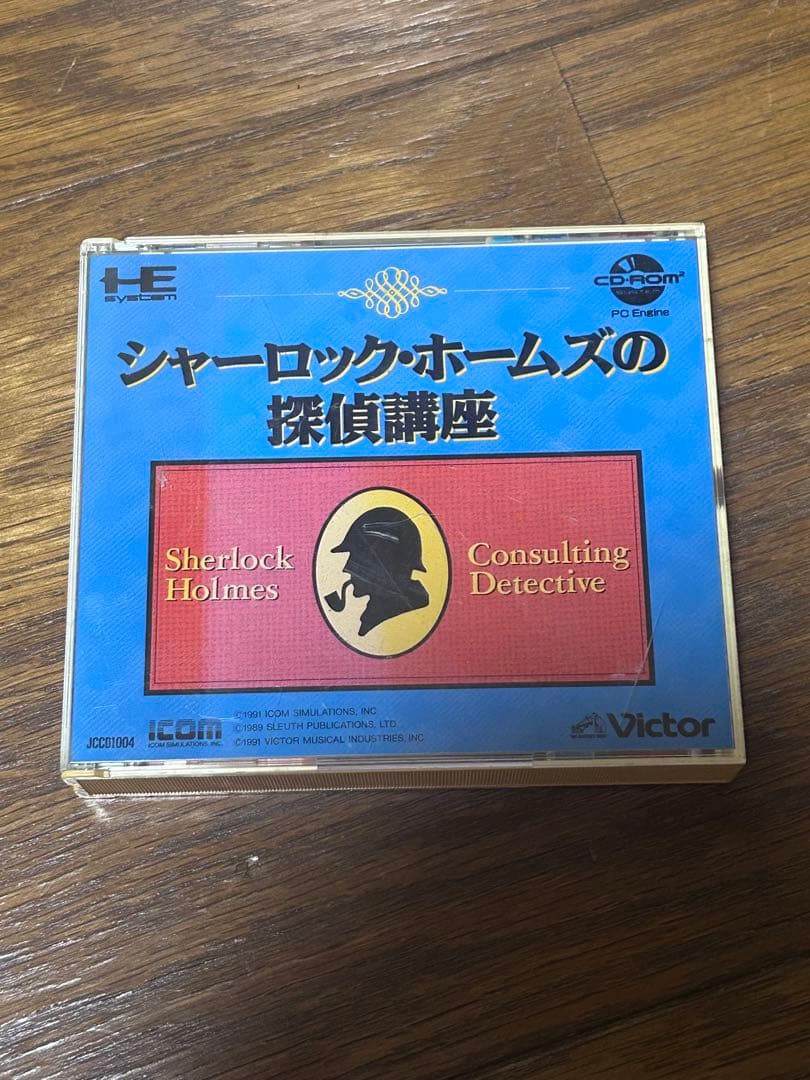 HE
system
CD·ROM²
SYSTEM
PC Engine
シャーロック・ホームズの
探偵講座
Sherlock
Holmes
Consulting
Detective
©1991 ICOM SIMULATIONS, INC
©1989 SLEUTH PUBLICATIONS, LTD.
©1991 VICTOR MUSICAL INDUSTRIES, INC
JCCD1004
ICOM
ICOM SIMULATIONS, INC.
Victor